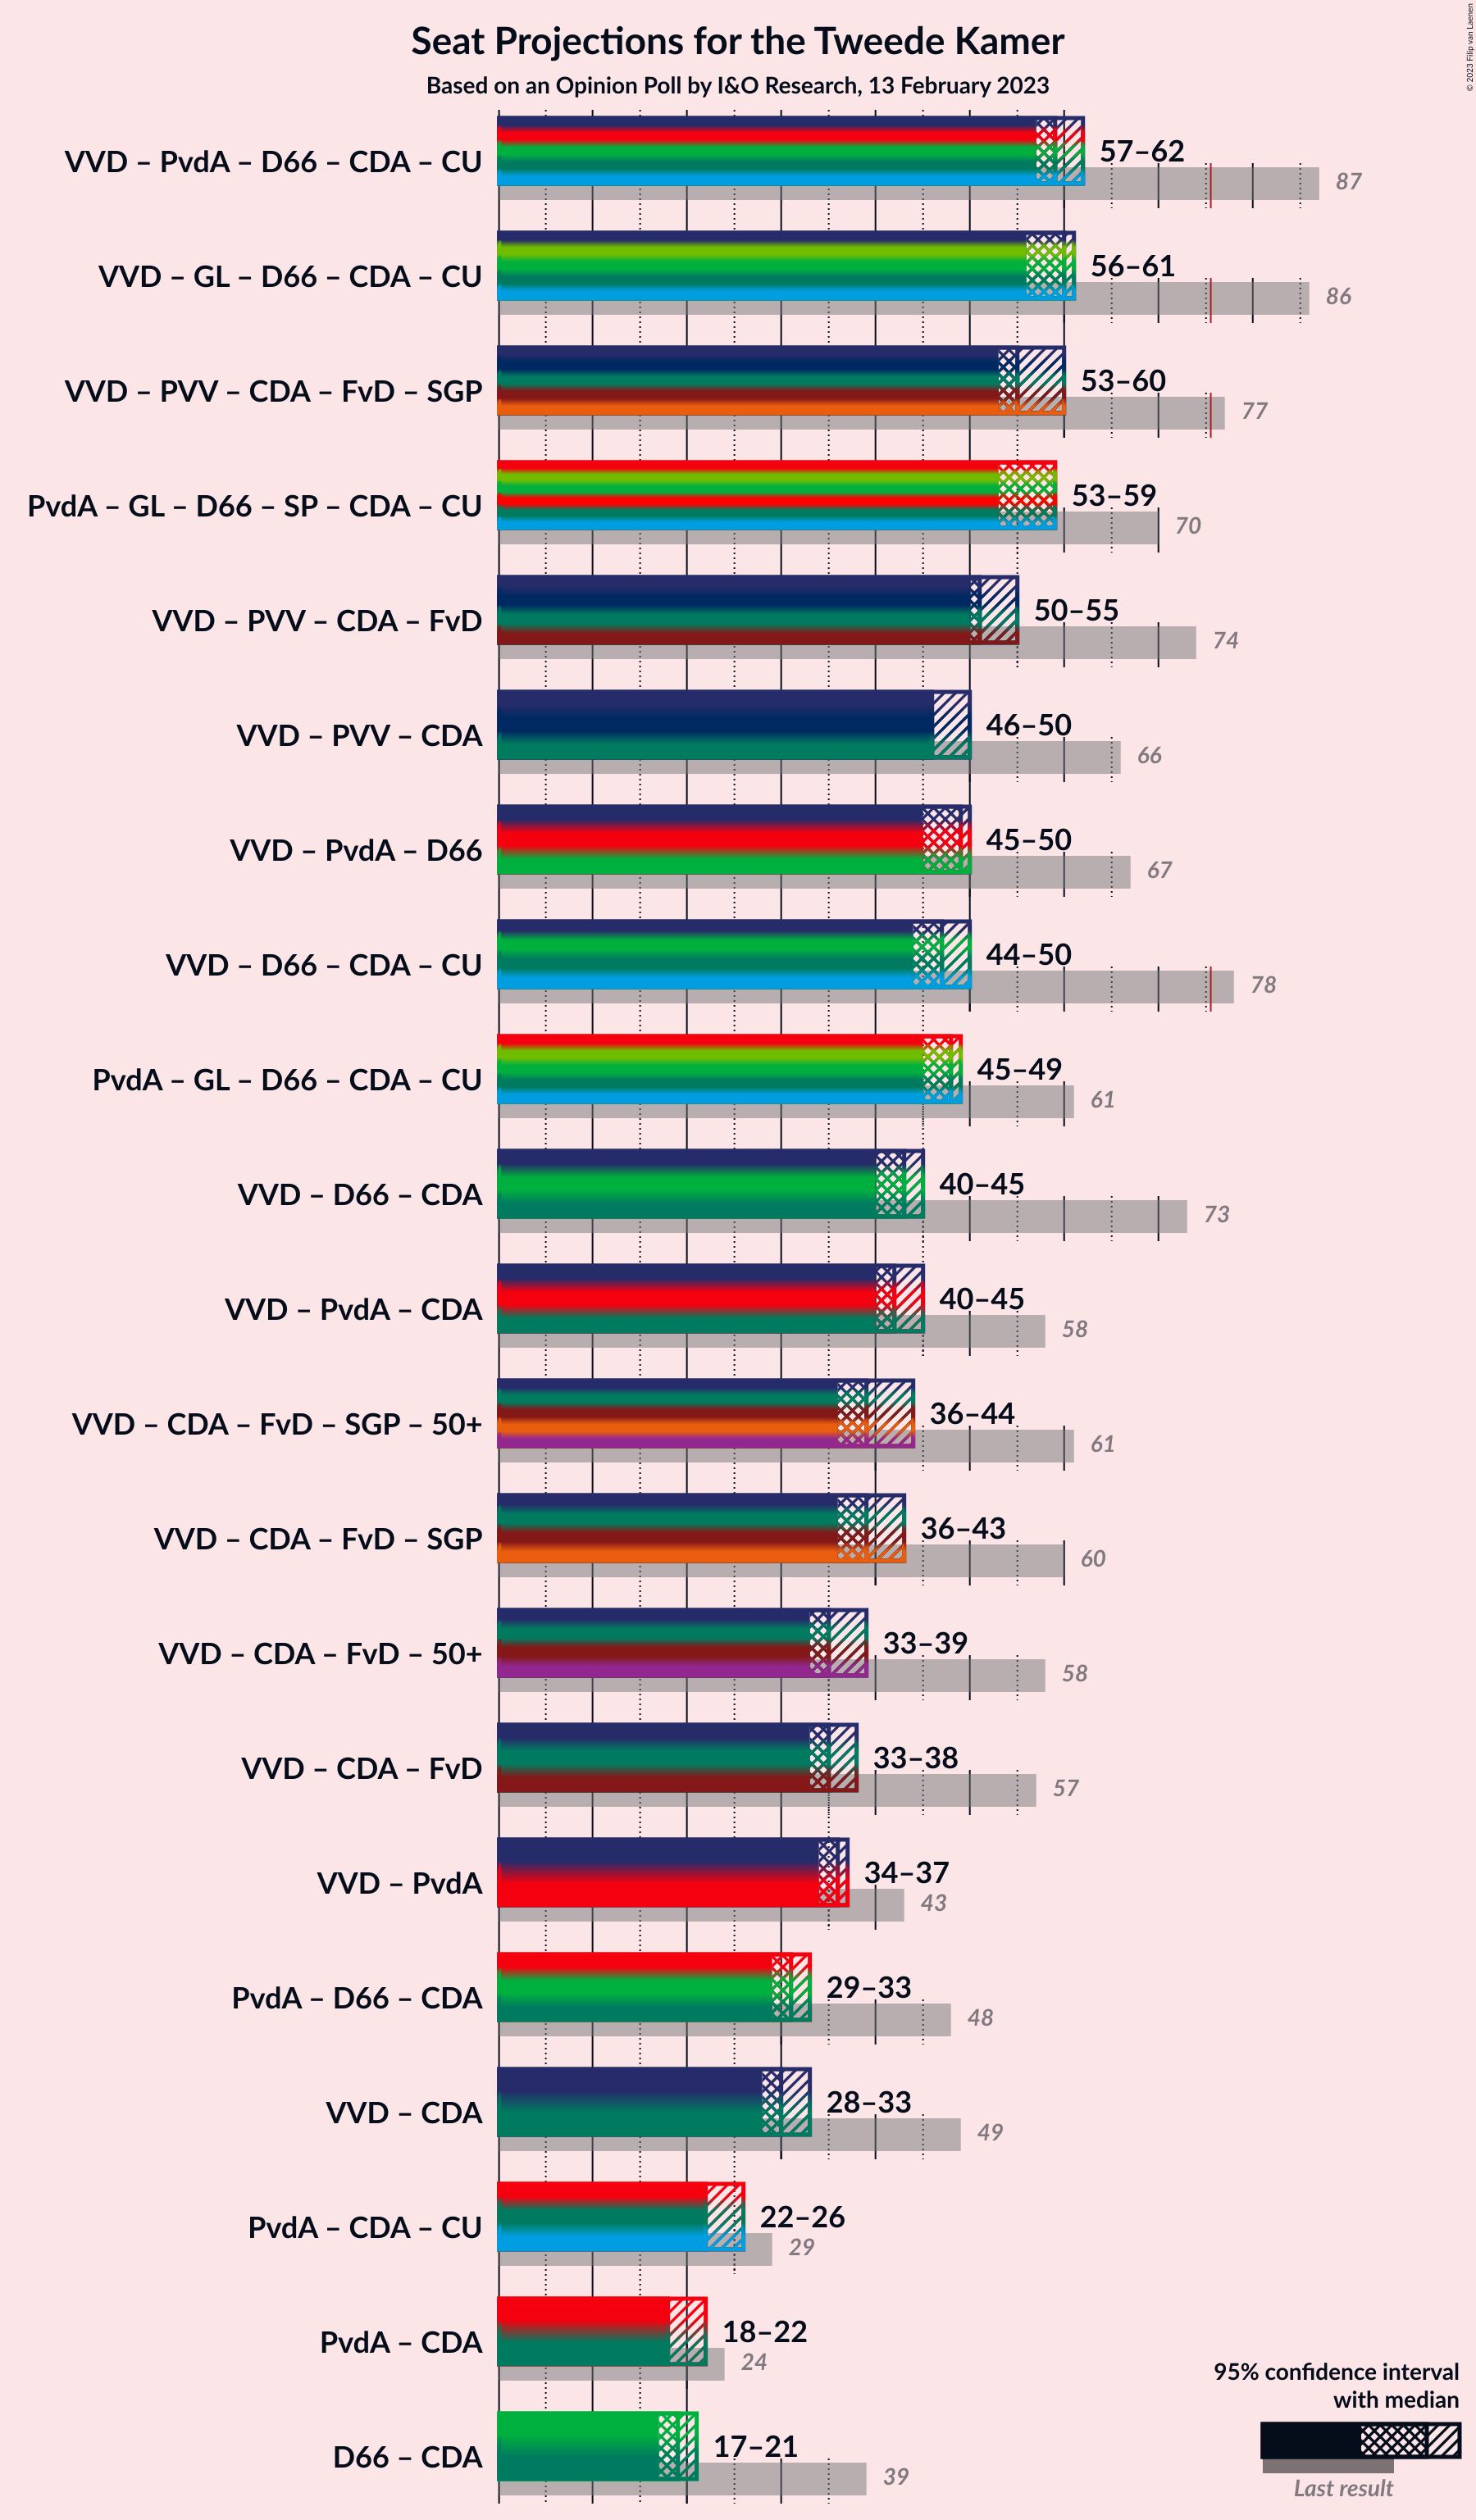 © 2023 Filip van Laenen
Seat Projections for the Tweede Kamer
Based on an Opinion Poll by I&O Research, 13 February 2023
VVD – PvdA – D66 – CDA – CU 57–62 87
VVD – GL – D66 – CDA – CU 56–61 86
VVD – PVV – CDA – FvD – SGP 53–60 77
PvdA – GL – D66 – SP – CDA – CU 53–59 70
VVD – PVV – CDA – FvD 50–55 74
VVD – PVV – CDA 46–50 66
VVD – PvdA – D66 45–50 67
VVD – D66 – CDA – CU 44–50 78
PvdA – GL – D66 – CDA – CU 45–49 61
VVD – D66 – CDA 40–45 73
VVD – PvdA – CDA 40–45 58
VVD – CDA – FvD – SGP – 50+ 36–44 61
VVD – CDA – FvD – SGP 36–43 60
VVD – CDA – FvD – 50+ 33–39 58
VVD – CDA – FvD 33–38 57
VVD – PvdA 34–37 43
PvdA – D66 – CDA 29–33 48
VVD – CDA 28–33 49
PvdA – CDA – CU 22–26 29
PvdA – CDA 18–22 24
D66 – CDA 17–21 39
95% confidence interval
with median
Last result